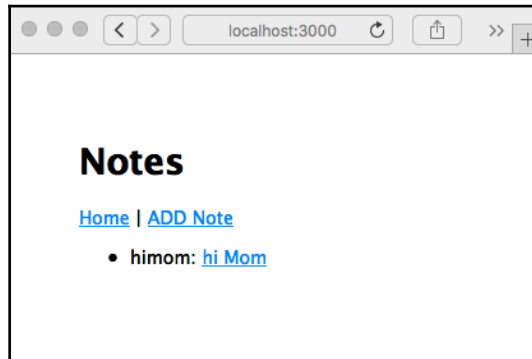 localhost:3000
Notes
Home | ADD Note
• himom: hi Mom